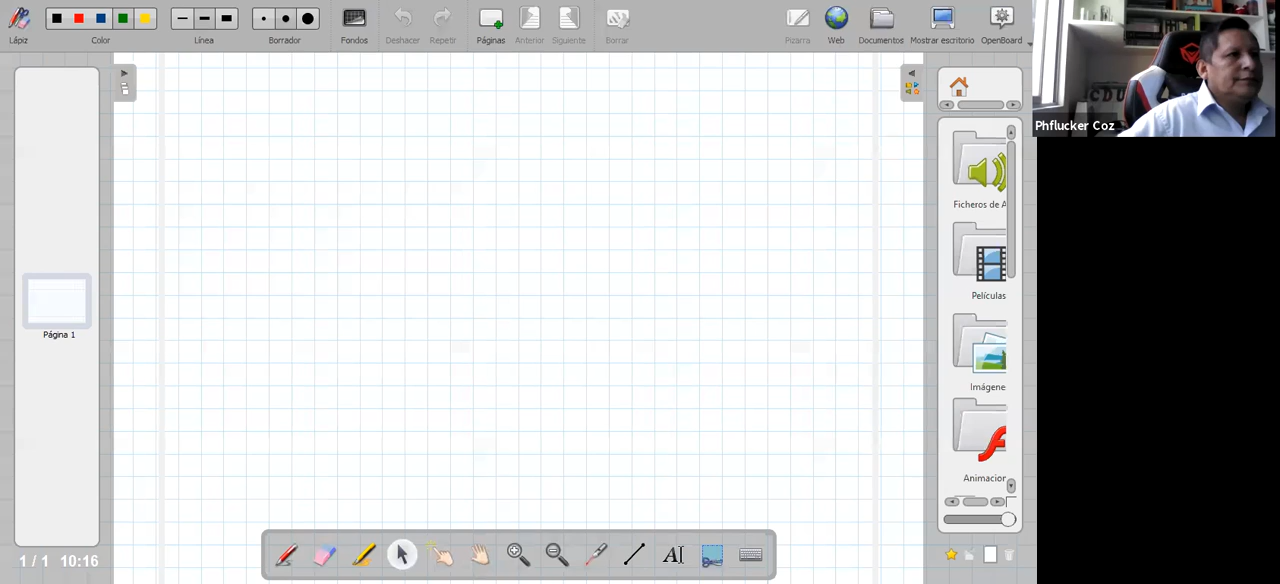 Lápiz
Color
Línea
Borrador
Fondos
Deshacer
Repetir
Páginas
Anterior
Siguiente
Borrar
Pizarra
Web
Documentos
Mostrar escritorio
OpenBoard
Phflucker Coz
Ficheros de A
Películas
Imágene
Animacion
Página 1
1 / 1 10:16